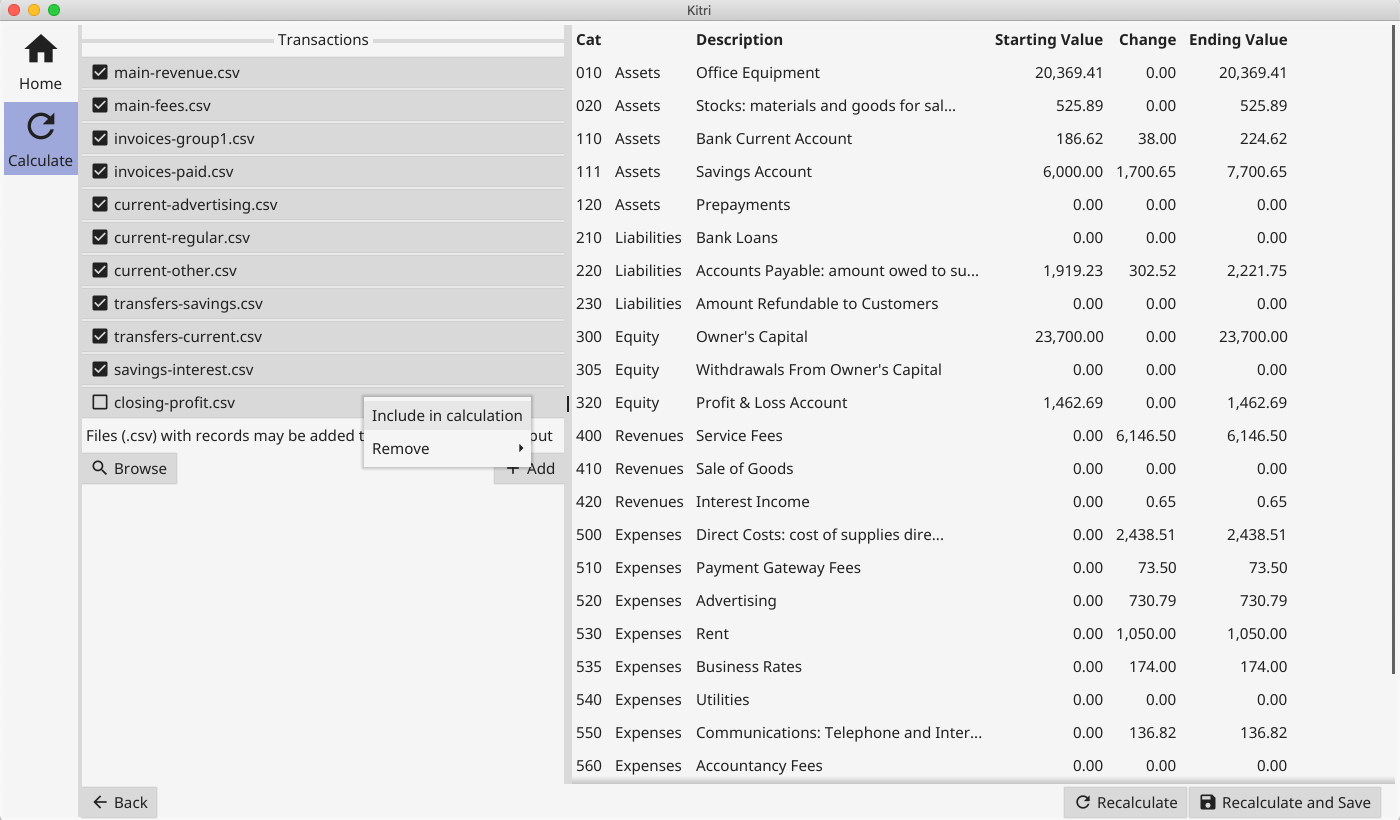 Kitri
Home
Calculate
Transactions
main-revenue.csv
main-fees.csv
invoices-group1.csv
invoices-paid.csv
current-advertising.csv
current-regular.csv
current-other.csv
transfers-savings.csv
transfers-current.csv
savings-interest.csv
closing-profit.csv
Include in calculation
Remove
Files (.csv) with records may be added t out
Browse
Add
Cat Description Starting Value Change Ending Value
010 Assets Office Equipment 20,369.41 0.00 20,369.41
020 Assets Stocks: materials and goods for sal... 525.89 0.00 525.89
110 Assets Bank Current Account 186.62 38.00 224.62
111 Assets Savings Account 6,000.00 1,700.65 7,700.65
120 Assets Prepayments 0.00 0.00 0.00
210 Liabilities Bank Loans 0.00 0.00 0.00
220 Liabilities Accounts Payable: amount owed to su... 1,919.23 302.52 2,221.75
230 Liabilities Amount Refundable to Customers 0.00 0.00 0.00
300 Equity Owner's Capital 23,700.00 0.00 23,700.00
305 Equity Withdrawals From Owner's Capital 0.00 0.00 0.00
320 Equity Profit & Loss Account 1,462.69 0.00 1,462.69
400 Revenues Service Fees 0.00 6,146.50 6,146.50
410 Revenues Sale of Goods 0.00 0.00 0.00
420 Revenues Interest Income 0.00 0.65 0.65
500 Expenses Direct Costs: cost of supplies dire... 0.00 2,438.51 2,438.51
510 Expenses Payment Gateway Fees 0.00 73.50 73.50
520 Expenses Advertising 0.00 730.79 730.79
530 Expenses Rent 0.00 1,050.00 1,050.00
535 Expenses Business Rates 0.00 174.00 174.00
540 Expenses Utilities 0.00 0.00 0.00
550 Expenses Communications: Telephone and Inter... 0.00 136.82 136.82
560 Expenses Accountancy Fees 0.00 0.00 0.00
Back
Recalculate
Recalculate and Save